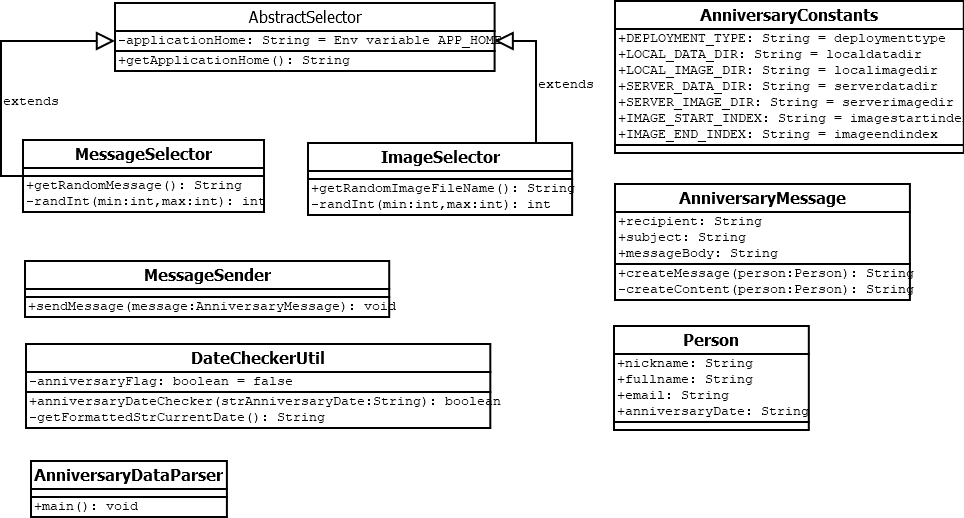 AbstractSelector
-applicationHome: String = Env variable APP_HOME
+getApplicationHome(): String
extends
extends
MessageSelector
+getRandomMessage(): String
-randInt(min:int,max:int): int
ImageSelector
+getRandomImageFileName(): String
-randInt(min:int,max:int): int
MessageSender
+sendMessage(message:AnniversaryMessage): void
DateCheckerUtil
-anniversaryFlag: boolean = false
+anniversaryDateChecker(strAnniversaryDate:String): boolean
-getFormattedStrCurrentDate(): String
AnniversaryDataParser
+main(): void
AnniversaryConstants
+DEPLOYMENT_TYPE: String = deploymenttype
+LOCAL_DATA_DIR: String = localdatadir
+LOCAL_IMAGE_DIR: String = localimagedir
+SERVER_DATA_DIR: String = serverdatadir
+SERVER_IMAGE_DIR: String = serverimagedir
+IMAGE_START_INDEX: String = imagestartinde
+IMAGE_END_INDEX: String = imageendindex
AnniversaryMessage
+recipient: String
+subject: String
+messageBody: String
+createMessage(person:Person): String
-createContent(person:Person): String
Person
+nickname: String
+fullname: String
+email: String
+anniversaryDate: String